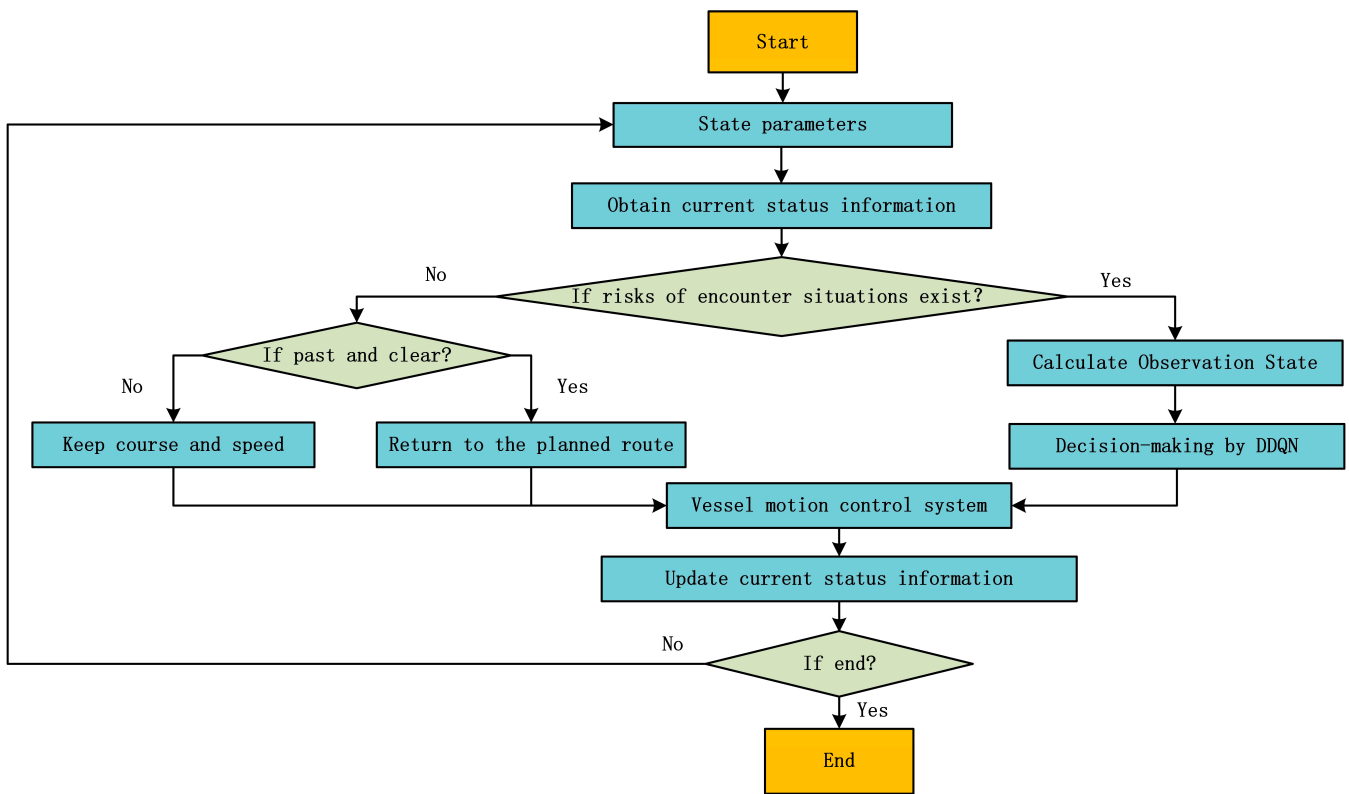 Start
State parameters
Obtain current status information
No
If risks of encounter situations exist?
Yes
If past and clear?
Calculate Observation State
No
Yes
Keep course and speed
Return to the planned route
Decision-making by DDQN
Vessel motion control system
Update current status information
No
If end?
Yes
End